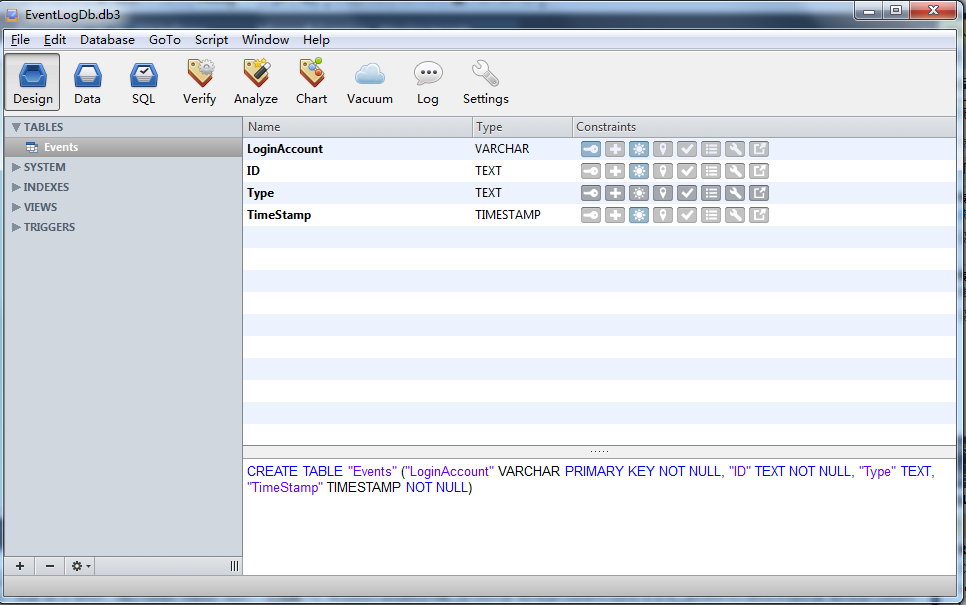 EventLogDb.db3
File Edit Database GoTo Script Window Help
Design Data SQL Verify Analyze Chart Vacuum Log Settings
TABLES
Events
SYSTEM
INDEXES
VIEWS
TRIGGERS
Name Type Constraints
LoginAccount VARCHAR
ID TEXT
Type TEXT
TimeStamp TIMESTAMP
CREATE TABLE "Events" ("LoginAccount" VARCHAR PRIMARY KEY NOT NULL, "ID" TEXT NOT NULL, "Type" TEXT,
"TimeStamp" TIMESTAMP NOT NULL)